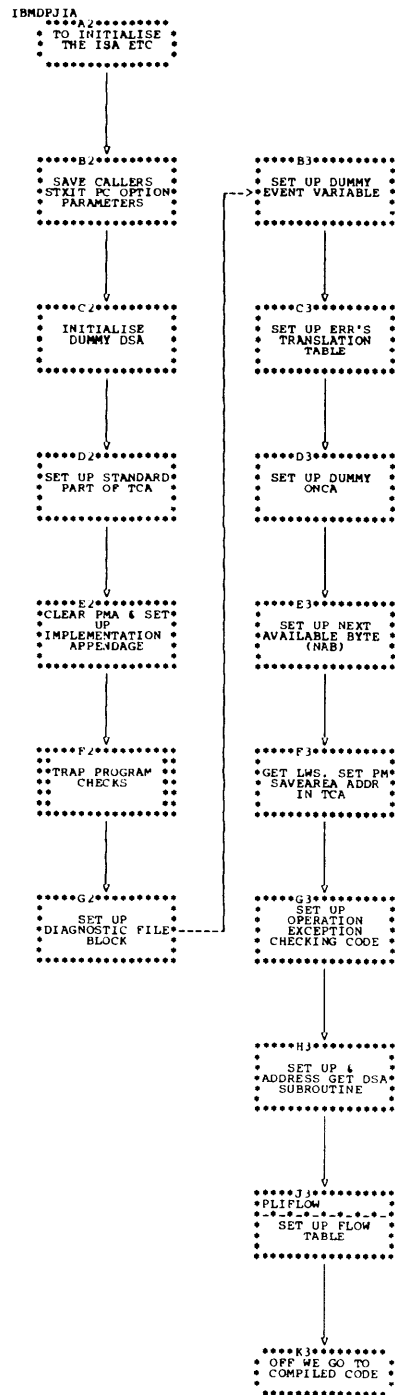 IBMDPJIA
A2
TO INITIALISE
THE ISA ETC
B2
SAVE CALLERS
STXIT PC OPTION
PARAMETERS
C2
INITIALISE
DUMMY DSA
D2
SET UP STANDARD
PART OF TCA
E2
CLEAR PMA & SET
UP
IMPLEMENTATION
APPENDAGE
F2
TRAP PROGRAM
CHECKS
G2
SET UP
DIAGNOSTIC FILE
BLOCK
B3
SET UP DUMMY
EVENT VARIABLE
C3
SET UP ERR'S
TRANSLATION
TABLE
D3
SET UP DUMMY
ONCA
E3
SET UP NEXT
AVAILABLE BYTE
(NAB)
F3
GET LWS. SET PM
SAVEAREA ADDR
IN TCA
G3
SET UP
OPERATION
EXCEPTION
CHECKING CODE
H3
SET UP &
ADDRESS GET DSA
SUBROUTINE
J3
PLIFLOW
SET UP FLOW
TABLE
K3
OFF WE GO TO
COMPILED CODE